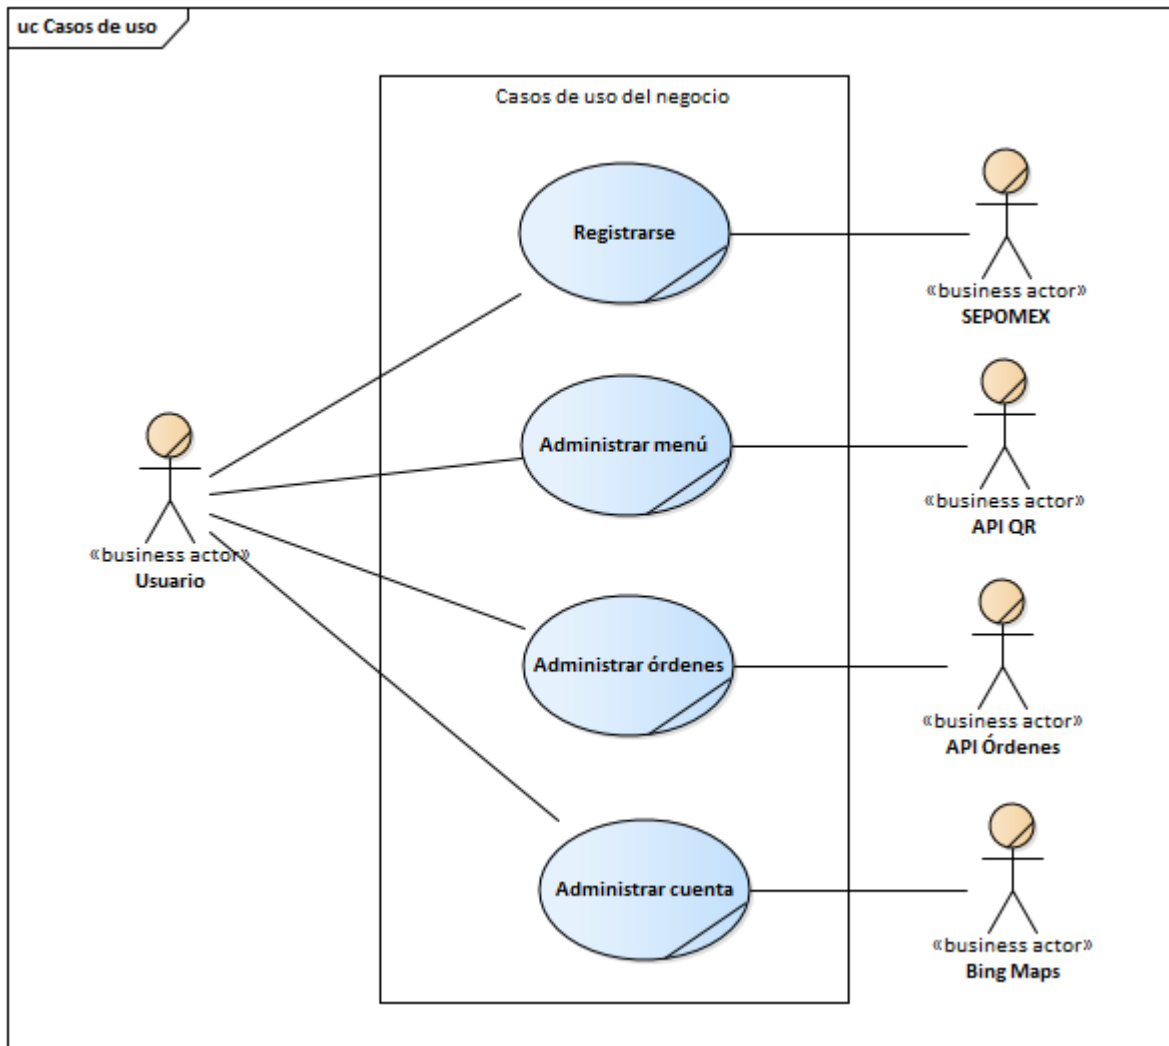 uc Casos de uso
Casos de uso del negocio
Registrarse
«business actor»
SEPOMEX
Administrar menú
«business actor»
API QR
«business actor»
Usuario
Administrar órdenes
«business actor»
API Órdenes
Administrar cuenta
«business actor»
Bing Maps